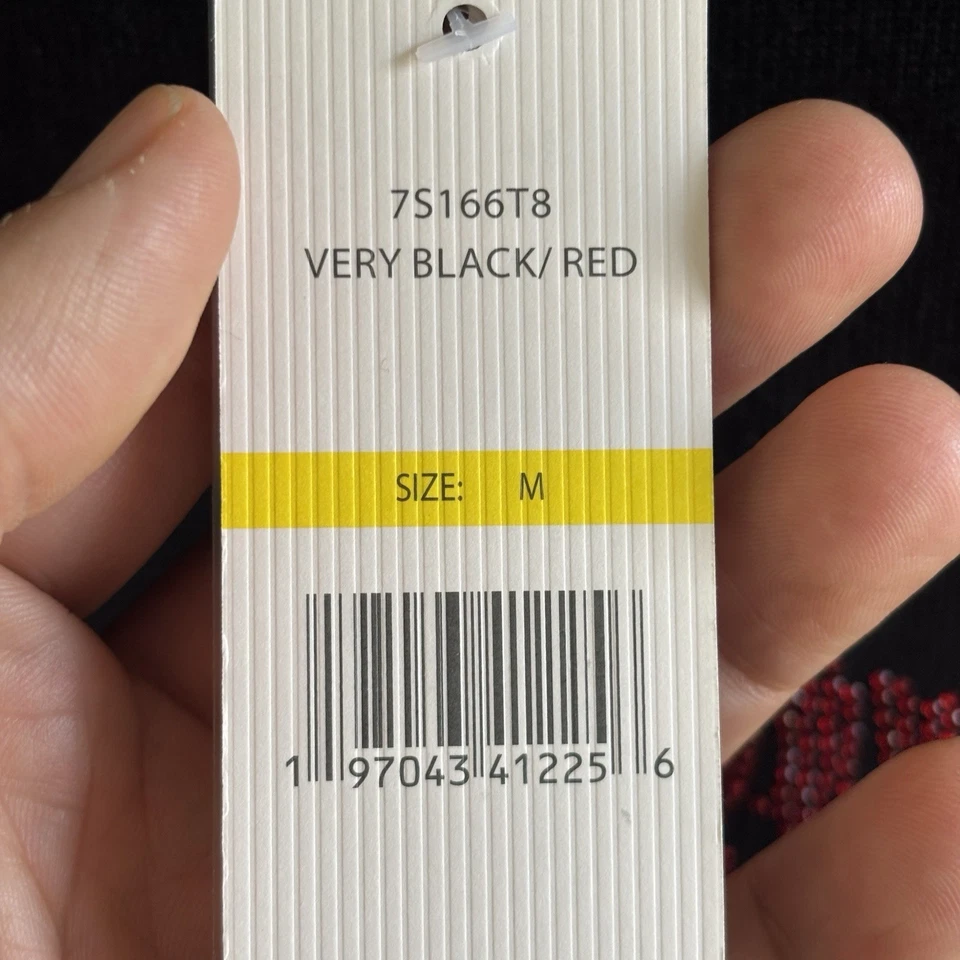 7S166T8
VERY BLACK/ RED
SIZE: M
1 97043 41225 6